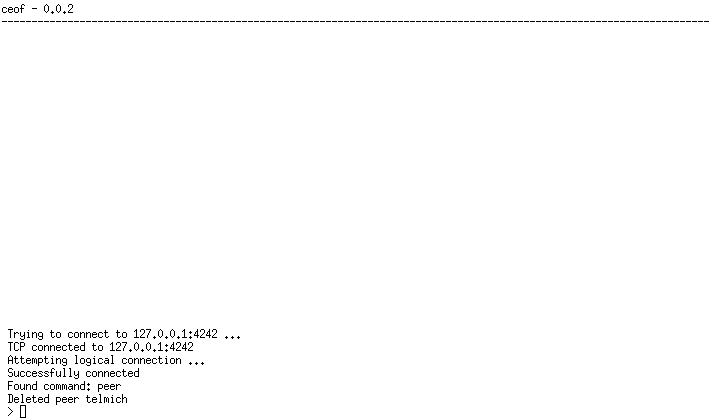 ceof - 0.0.2
Trying to connect to 127.0.0.1:4242 ...
TCP connected to 127.0.0.1:4242
Attempting logical connection ...
Successfully connected
Found command: peer
Deleted peer telmich
>